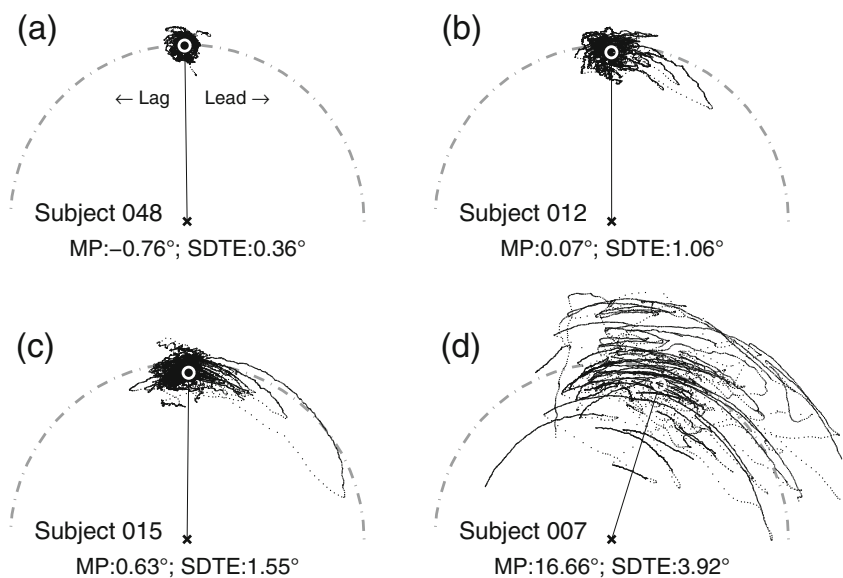 (a)
← Lag Lead →
Subject 048
MP:−0.76°; SDTE:0.36°
(b)
Subject 012
MP:0.07°; SDTE:1.06°
(c)
Subject 015
MP:0.63°; SDTE:1.55°
(d)
Subject 007
MP:16.66°; SDTE:3.92°